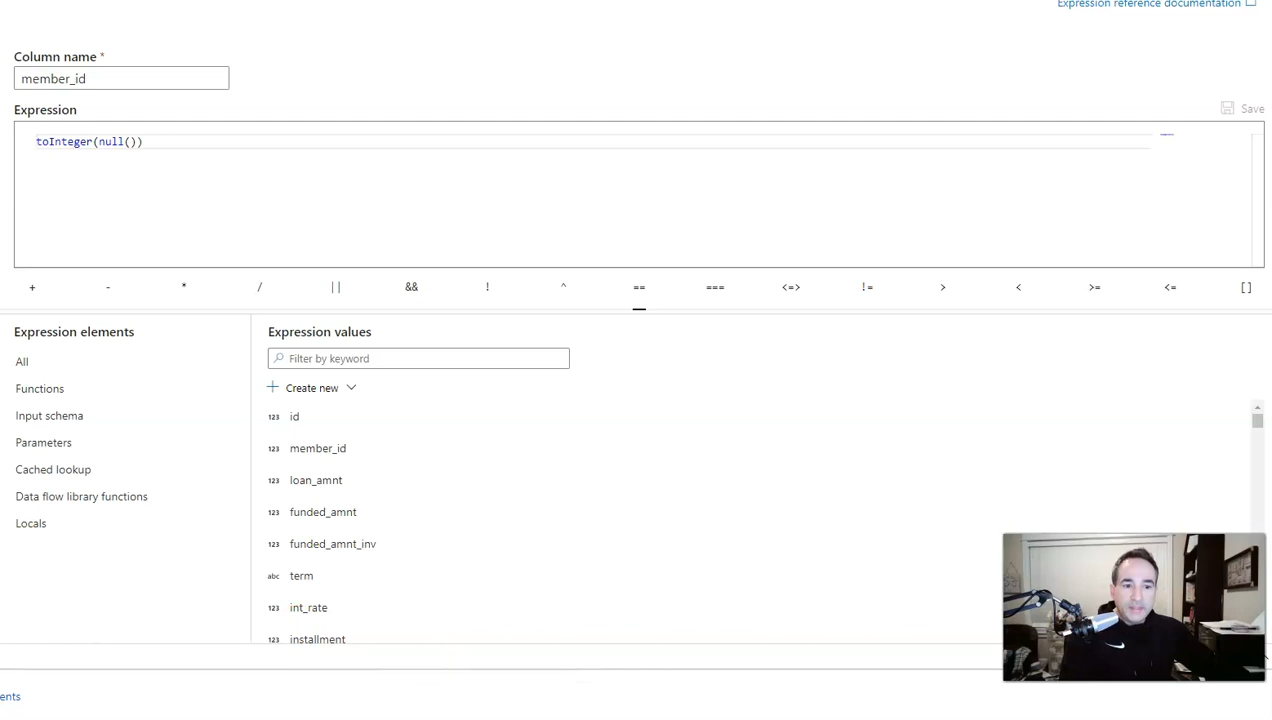 Expression reference documentation
Column name *
member_id
Expression
Save
toInteger(null())
+ - * / || && ! ^ == === <=> != > < >= <= []
Expression elements
Expression values
All
Filter by keyword
Functions
Create new
Input schema
123 id
Parameters
123 member_id
Cached lookup
123 loan_amnt
Data flow library functions
123 funded_amnt
Locals
123 funded_amnt_inv
abc term
123 int_rate
123 installment
ents